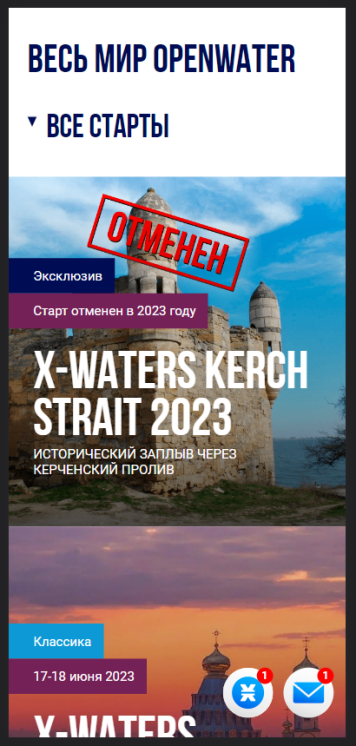 ВЕСЬ МИР OPENWATER
ВСЕ СТАРТЫ
ОТМЕНЕН
Эксклюзив
Старт отменен в 2023 году
X-WATERS KERCH
STRAIT 2023
ИСТОРИЧЕСКИЙ ЗАПЛЫВ ЧЕРЕЗ
КЕРЧЕНСКИЙ ПРОЛИВ
Классика
17-18 июня 2023
1
1
X-WATERS